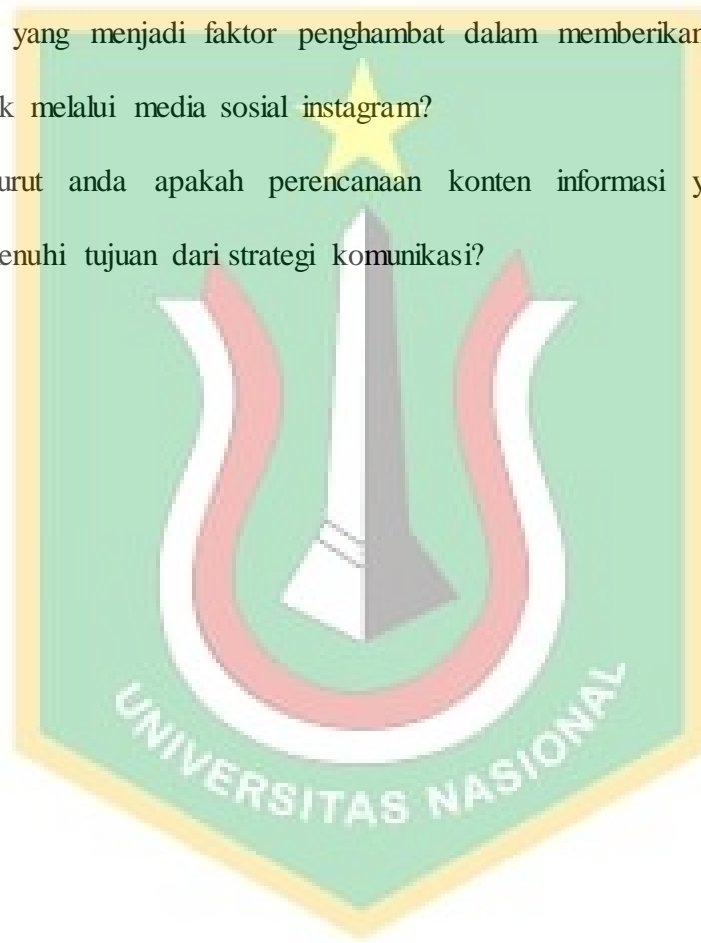 yang menjadi faktor penghambat dalam memberikan
k melalui media sosial instagram?
urut anda apakah perencanaan konten informasi y
enuhi tujuan dari strategi komunikasi?
UNIVERSITAS NASIONAL